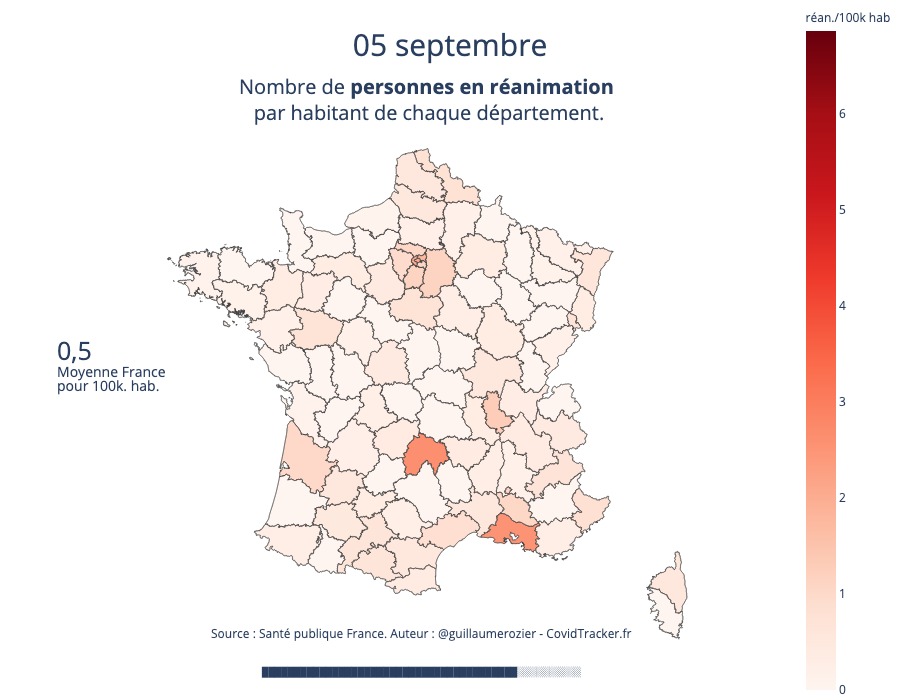 réan./100k hab
05 septembre
Nombre de personnes en réanimation
par habitant de chaque département.
6
5
4
3
2
1
0
0,5
Moyenne France
pour 100k. hab.
Source : Santé publique France. Auteur : @guillaumerozier - CovidTracker.fr